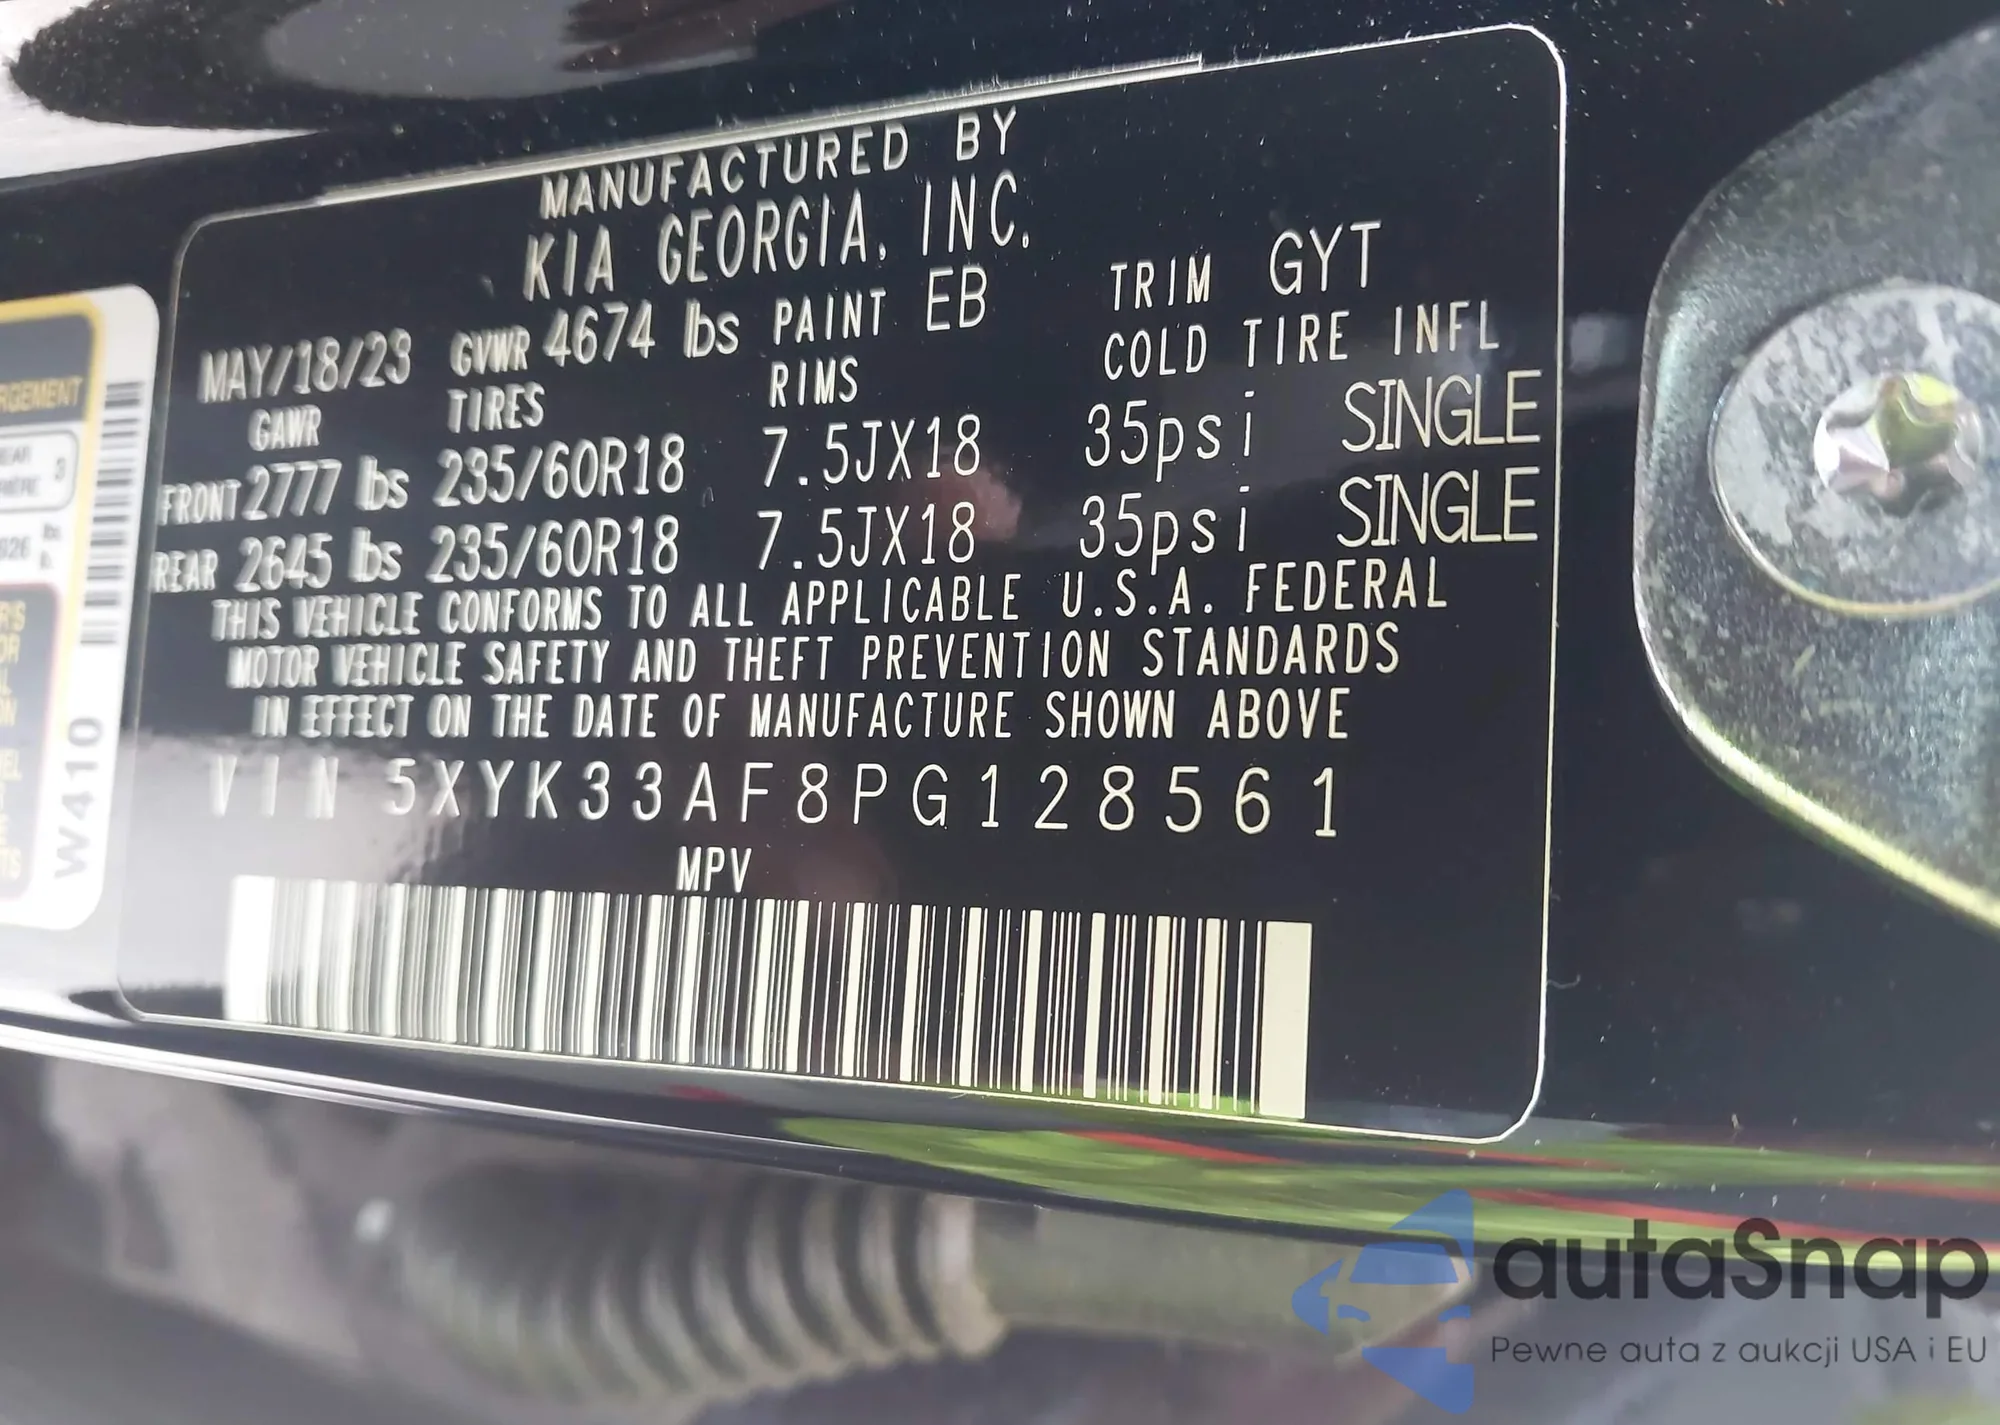 MANUFACTURED BY
KIA GEORGIA, INC.
MAY/18/23 GVWR 4674 lbs PAINT EB TRIM GYT
GAWR TIRES RIMS COLD TIRE INFL
FRONT 2777 lbs 235/60R18 7.5JX18 35psi SINGLE
REAR 2645 lbs 235/60R18 7.5JX18 35psi SINGLE
THIS VEHICLE CONFORMS TO ALL APPLICABLE U.S.A. FEDERAL
MOTOR VEHICLE SAFETY AND THEFT PREVENTION STANDARDS
IN EFFECT ON THE DATE OF MANUFACTURE SHOWN ABOVE
VIN 5XYK33AF8PG128561
MPV
W410
autaSnap
Pewne auta z aukcji USA i EU